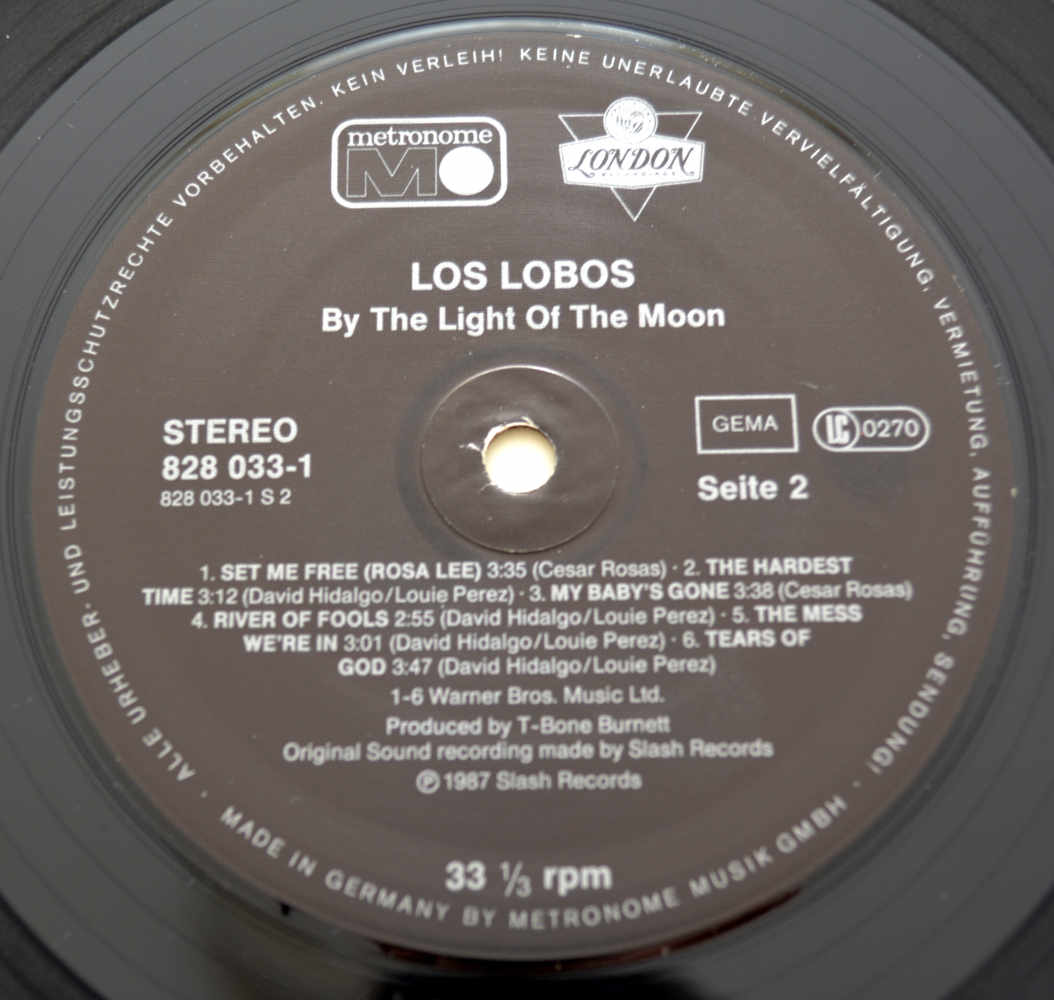 ALLE URHEBER- UND LEISTUNGSSCHUTZRECHTE VORBEHALTEN. KEIN VERLEIH! KEINE UNERLAUBTE VERVIELFÄLTIGUNG, VERMIETUNG, AUFFÜHRUNG, SENDUNG!
metronome
LONDON
LOS LOBOS
By The Light Of The Moon
STEREO
828 033-1
828 033-1 S 2
GEMA
LC 0270
Seite 2
1. SET ME FREE (ROSA LEE) 3:35 (Cesar Rosas) · 2. THE HARDEST
TIME 3:12 (David Hidalgo/Louie Perez) · 3. MY BABY'S GONE 3:38 (Cesar Rosas)
4. RIVER OF FOOLS 2:55 (David Hidalgo/Louie Perez) · 5. THE MESS
WE'RE IN 3:01 (David Hidalgo/Louie Perez) · 6. TEARS OF
GOD 3:47 (David Hidalgo/Louie Perez)
1-6 Warner Bros. Music Ltd.
Produced by T-Bone Burnett
Original Sound recording made by Slash Records
℗ 1987 Slash Records
33 ⅓ rpm
· MADE IN GERMANY BY METRONOME MUSIK GMBH ·